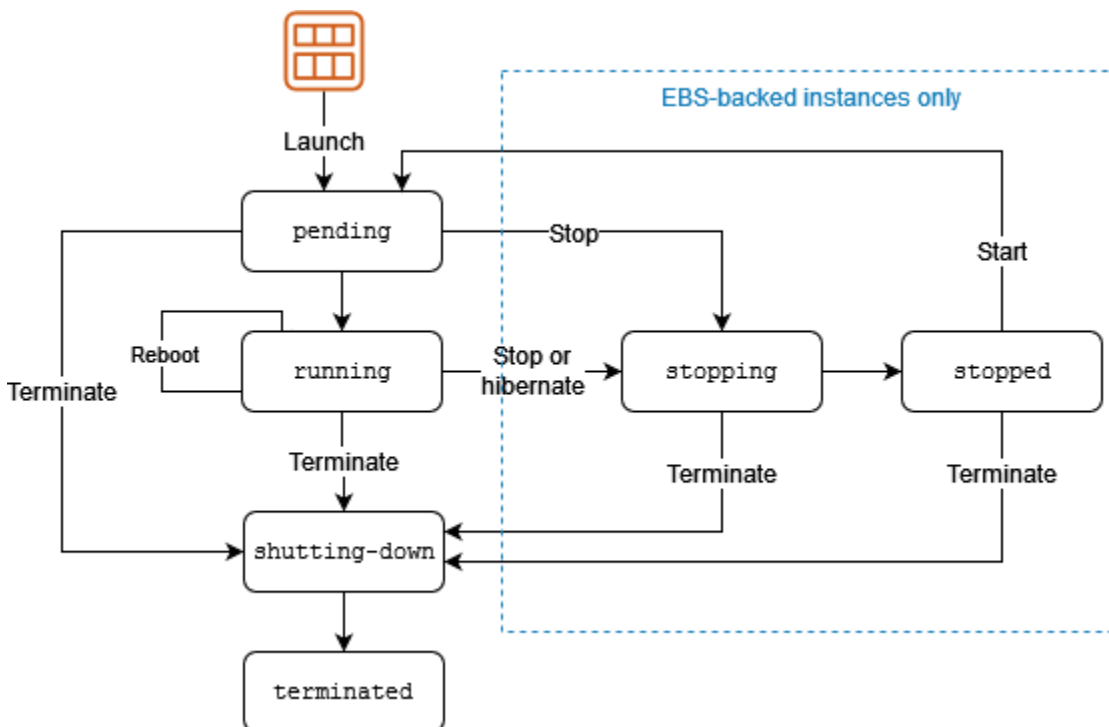 EBS-backed instances only
Launch
pending
Stop
Start
Reboot
running
Stop or
hibernate
stopping
stopped
Terminate
Terminate
Terminate
Terminate
shutting-down
terminated